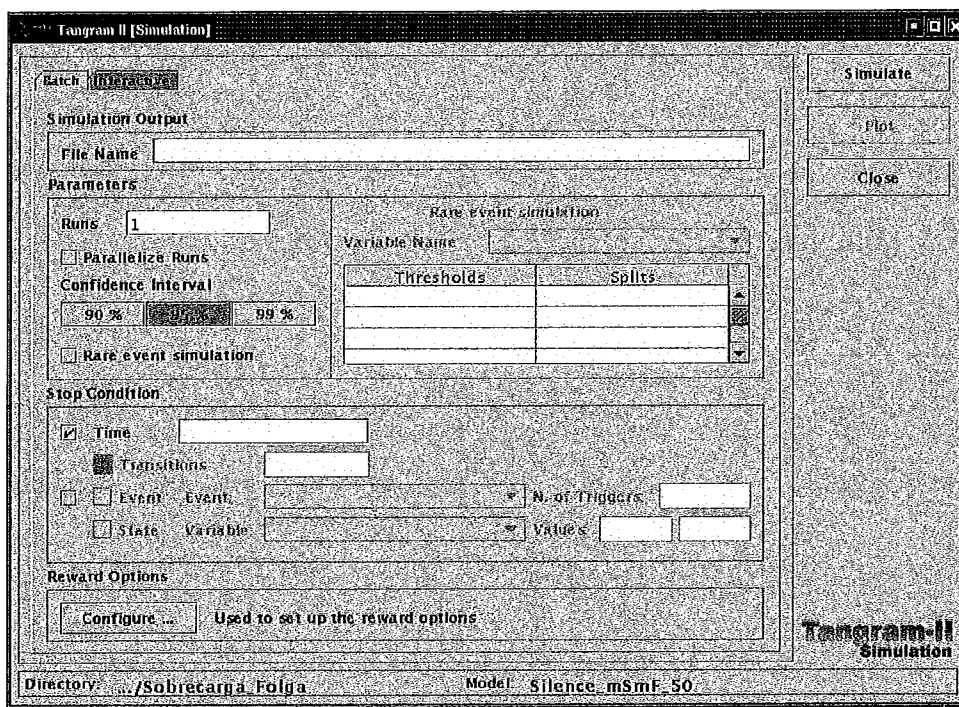 Tangram II [Simulation]
Batch Interactive
Simulate
Plot
Close
Simulation Output
File Name
Parameters
Runs 1
Parallelize Runs
Confidence Interval
90 % 95 % 99 %
Rare event simulation
Rare event simulation
Variable Name
Thresholds Splits
Stop Condition
Time
Transitions
Event Event: N. of Triggers
State Variable Values
Reward Options
Configure ... Used to set up the reward options
Tangram-II
Simulation
Directory: .../Sobrecarga_Folga Model: Silence_mSmF_50